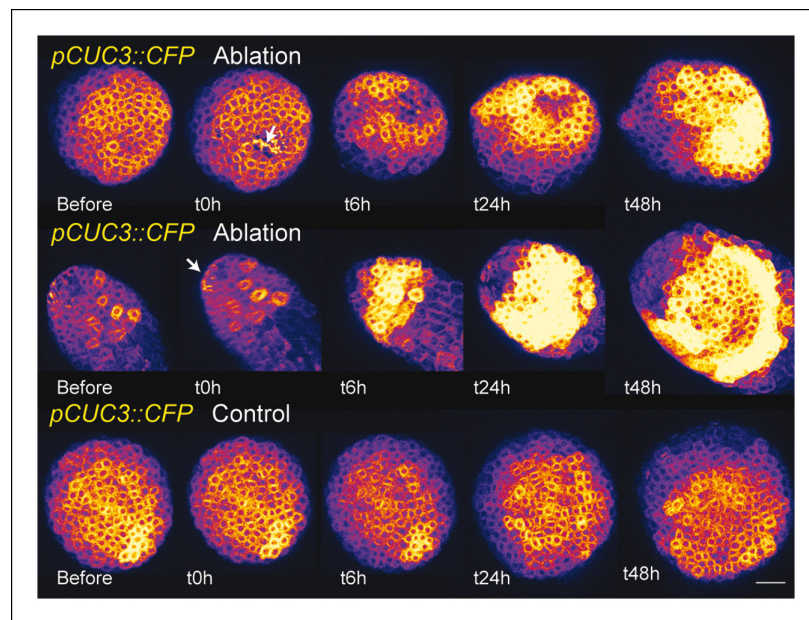 pCUC3::CFP Ablation
Before t0h t6h t24h t48h
pCUC3::CFP Ablation
Before t0h t6h t24h t48h
pCUC3::CFP Control
Before t0h t6h t24h t48h